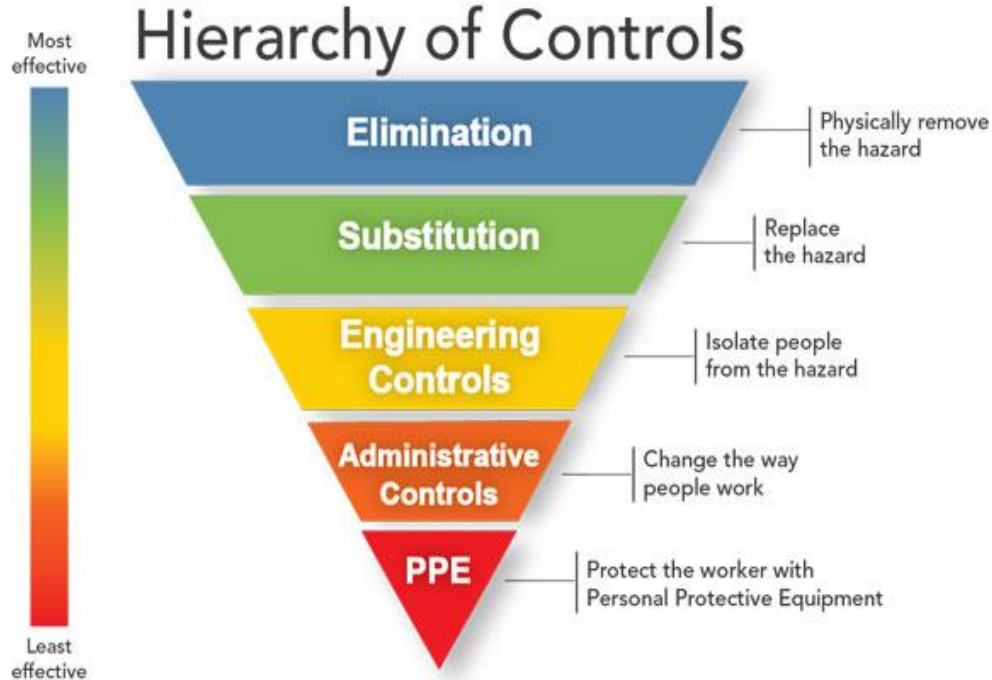 Hierarchy of Controls
Most
effective
Elimination
Physically remove
the hazard
Substitution
Replace
the hazard
Engineering
Controls
Isolate people
from the hazard
Administrative
Controls
Change the way
people work
PPE
Protect the worker with
Personal Protective Equipment
Least
effective